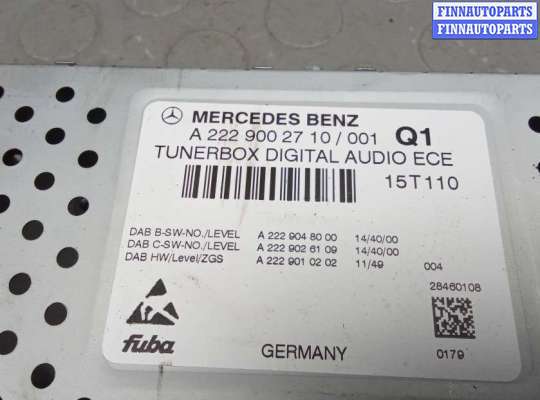 FINNAUTOPARTS
FINNAUTOPARTS
MERCEDES BENZ
A 222 900 27 10 / 001 Q1
TUNERBOX DIGITAL AUDIO ECE
15T110
DAB B-SW-NO./LEVEL A 222 904 80 00 14/40/00
DAB C-SW-NO./LEVEL A 222 902 61 09 14/40/00
DAB HW/Level/ZGS A 222 901 02 02 11/49 004
28460108
fuba GERMANY 0179